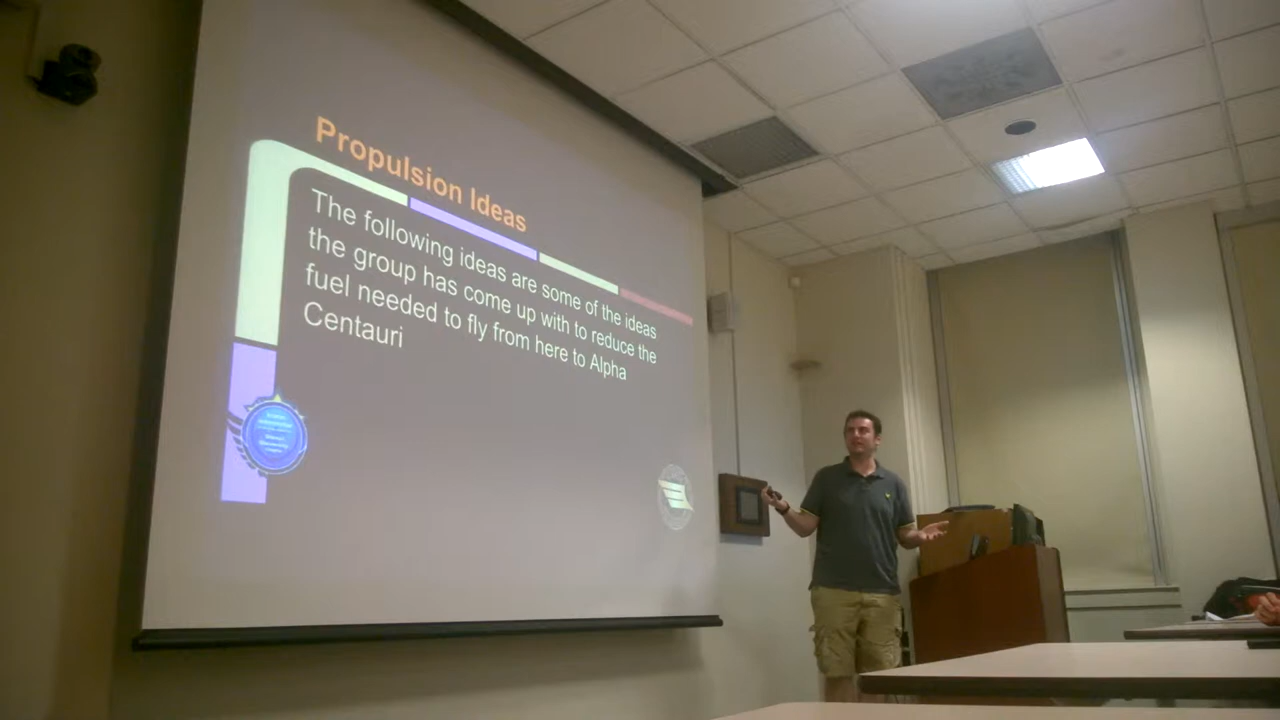 Propulsion Ideas
The following ideas are some of the ideas
the group has come up with to reduce the
fuel needed to fly from here to Alpha
Centauri